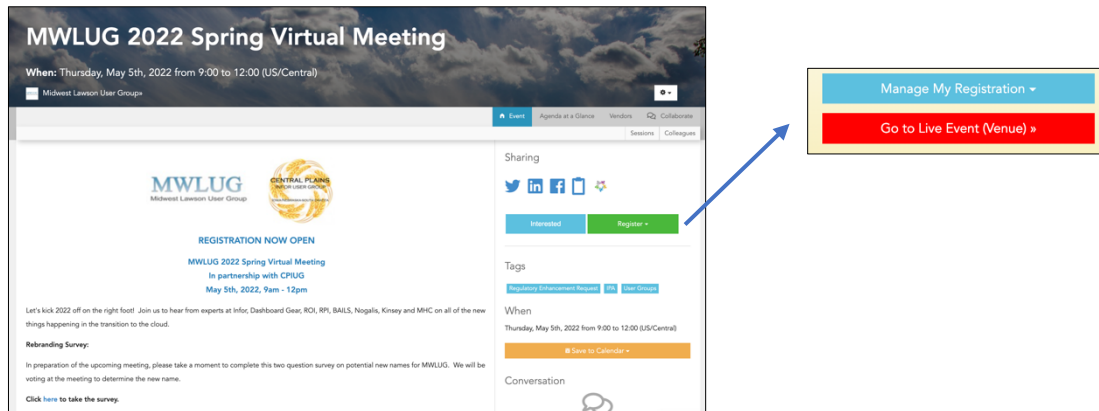 MWLUG 2022 Spring Virtual Meeting
When: Thursday, May 5th, 2022 from 9:00 to 12:00 (US/Central)
Midwest Lawson User Group»
Event Agenda at a Glance Vendors Collaborate
Sessions Colleagues
MWLUG
Midwest Lawson User Group
CENTRAL PLAINS
INFOR USER GROUP
REGISTRATION NOW OPEN
MWLUG 2022 Spring Virtual Meeting
In partnership with CPIUG
May 5th, 2022, 9am - 12pm
Let's kick 2022 off on the right foot! Join us to hear from experts at Infor, Dashboard Gear, ROI, RPI, BAILS, Nogalis, Kinsey and MHC on all of the new
things happening in the transition to the cloud.
Rebranding Survey:
In preparation of the upcoming meeting, please take a moment to complete this two question survey on potential new names for MWLUG. We will be
voting at the meeting to determine the new name.
Click here to take the survey.
Sharing
Interested
Register
Tags
Regulatory Enhancement Request IPA User Groups
When
Thursday, May 5th, 2022 from 9:00 to 12:00 (US/Central)
Save to Calendar
Conversation
Manage My Registration
Go to Live Event (Venue) »